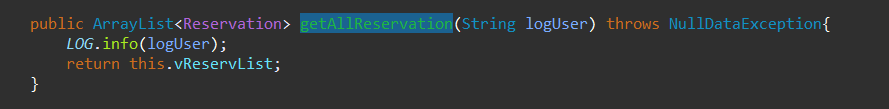 public ArrayList<Reservation> getAllReservation(String logUser) throws NullDataException{
LOG.info(logUser);
return this.vReservList;
}